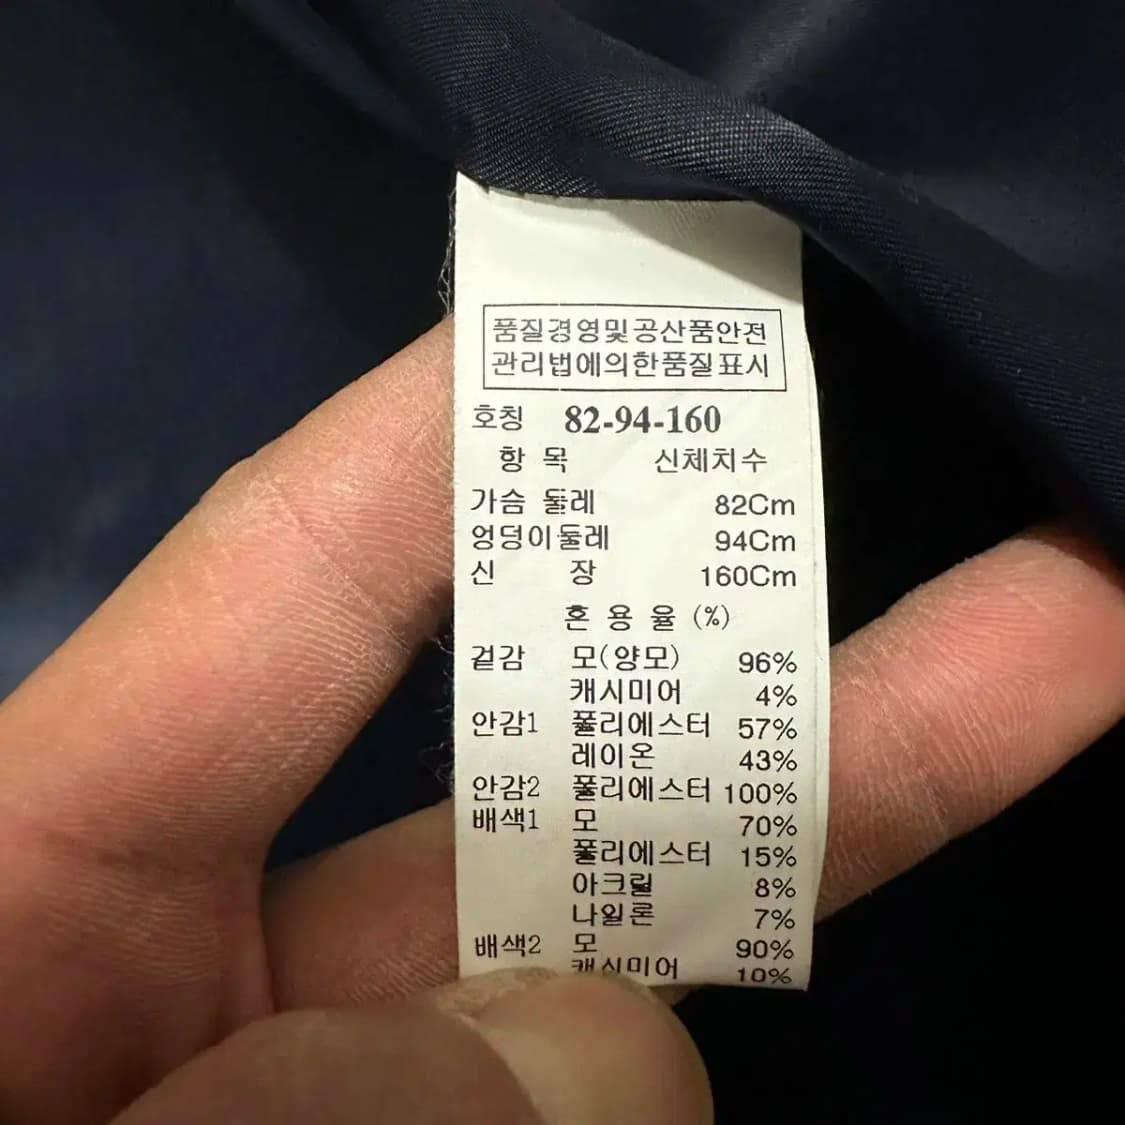 품질경영및공산품안전
관리법에의한품질표시
호칭 82-94-160
항 목 신체치수
가슴 둘레 82Cm
엉덩이둘레 94Cm
신 장 160Cm
혼 용 율 (%)
겉감 모(양모) 96%
캐시미어 4%
안감1 폴리에스터 57%
레이온 43%
안감2 폴리에스터 100%
배색1 모 70%
폴리에스터 15%
아크릴 8%
나일론 7%
배색2 모 90%
캐시미어 10%